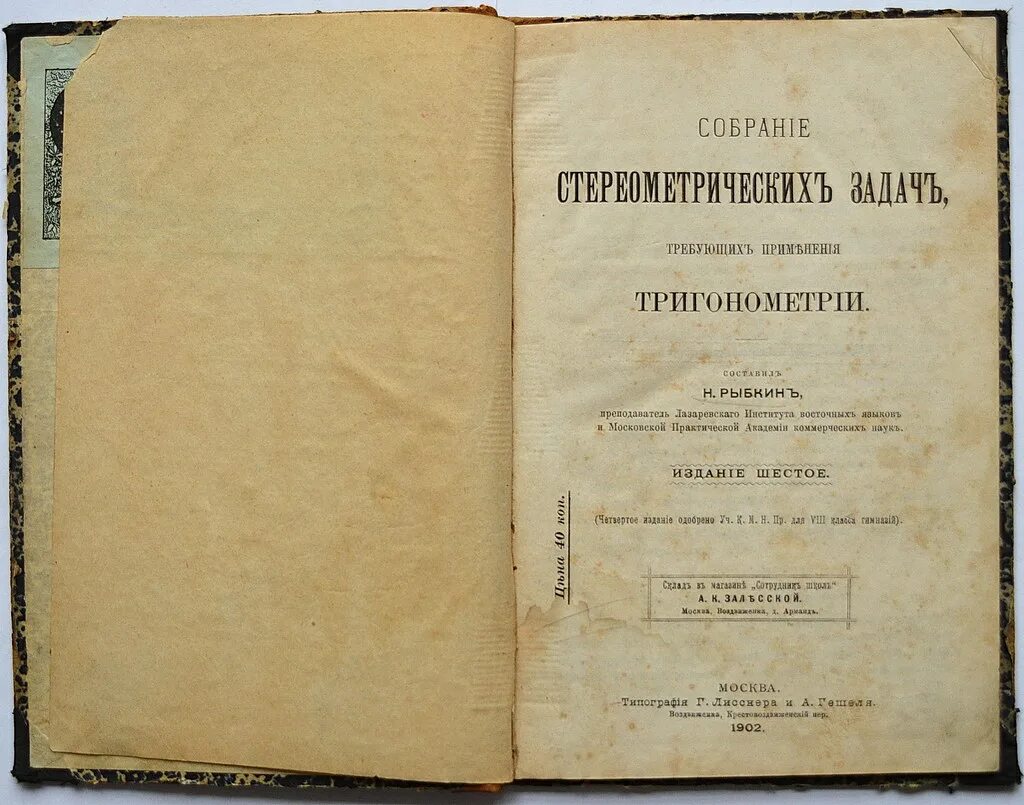 СОБРАНІЕ
СТЕРЕОМЕТРИЧЕСКИХЪ ЗАДАЧЪ,
ТРЕБУЮЩИХЪ ПРИМѢНЕНІЯ
ТРИГОНОМЕТРІИ.
СОСТАВИЛЪ
Н. РЫБКИНЪ,
преподаватель Лазаревскаго Института восточныхъ языковъ
и Московской Практической Академіи коммерческихъ наукъ.
ИЗДАНІЕ ШЕСТОЕ.
(Четвертое изданіе одобрено Уч. К. М. Н. Пр. для VIII класса гимназій).
Цѣна 40 коп.
Складъ въ магазинѣ „Сотрудникъ школъ“
А. К. ЗАЛѢССКОЙ.
Москва, Воздвиженка, д. Армандъ.
МОСКВА.
Типографія Г. Лисснера и А. Гешеля.
Воздвиженка, Крестовоздвиженскій пер.
1902.